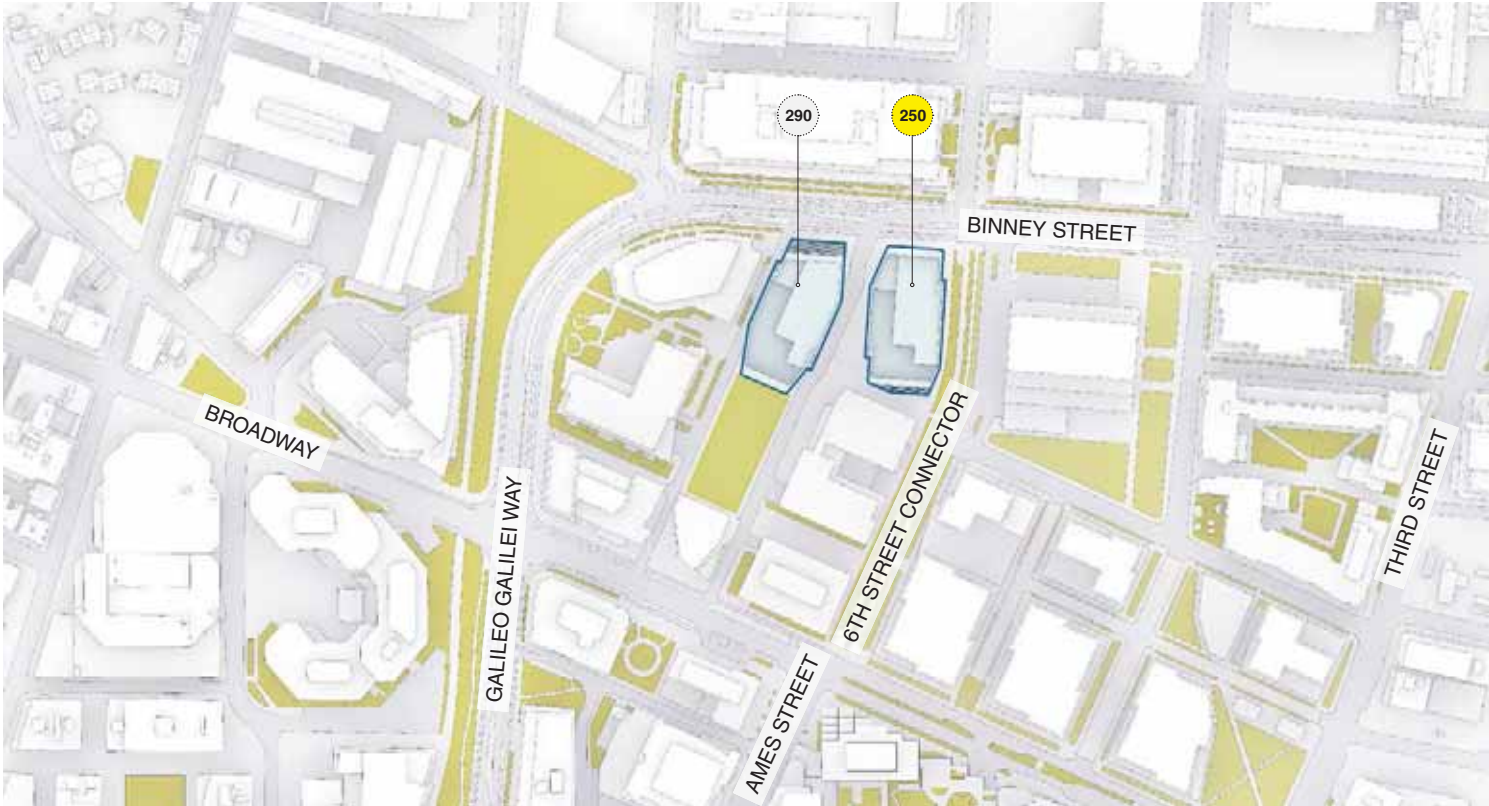 290
250
BINNEY STREET
BROADWAY
GALILEO GALILEI WAY
6TH STREET CONNECTOR
THIRD STREET
AMES STREET